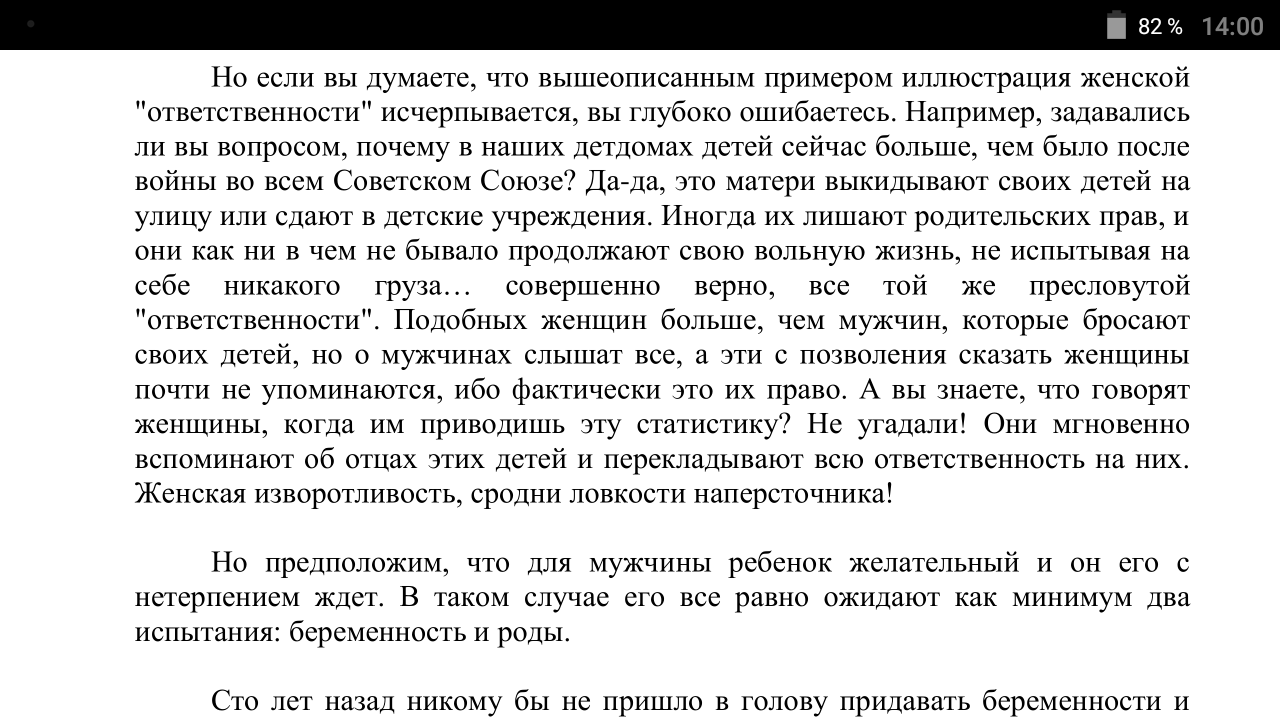 82 % 14:00
Но если вы думаете, что вышеописанным примером иллюстрация женской
"ответственности" исчерпывается, вы глубоко ошибаетесь. Например, задавались
ли вы вопросом, почему в наших детдомах детей сейчас больше, чем было после
войны во всем Советском Союзе? Да-да, это матери выкидывают своих детей на
улицу или сдают в детские учреждения. Иногда их лишают родительских прав, и
они как ни в чем не бывало продолжают свою вольную жизнь, не испытывая на
себе никакого груза… совершенно верно, все той же пресловутой
"ответственности". Подобных женщин больше, чем мужчин, которые бросают
своих детей, но о мужчинах слышат все, а эти с позволения сказать женщины
почти не упоминаются, ибо фактически это их право. А вы знаете, что говорят
женщины, когда им приводишь эту статистику? Не угадали! Они мгновенно
вспоминают об отцах этих детей и перекладывают всю ответственность на них.
Женская изворотливость, сродни ловкости наперсточника!
Но предположим, что для мужчины ребенок желательный и он его с
нетерпением ждет. В таком случае его все равно ожидают как минимум два
испытания: беременность и роды.
Сто лет назад никому бы не пришло в голову придавать беременности и